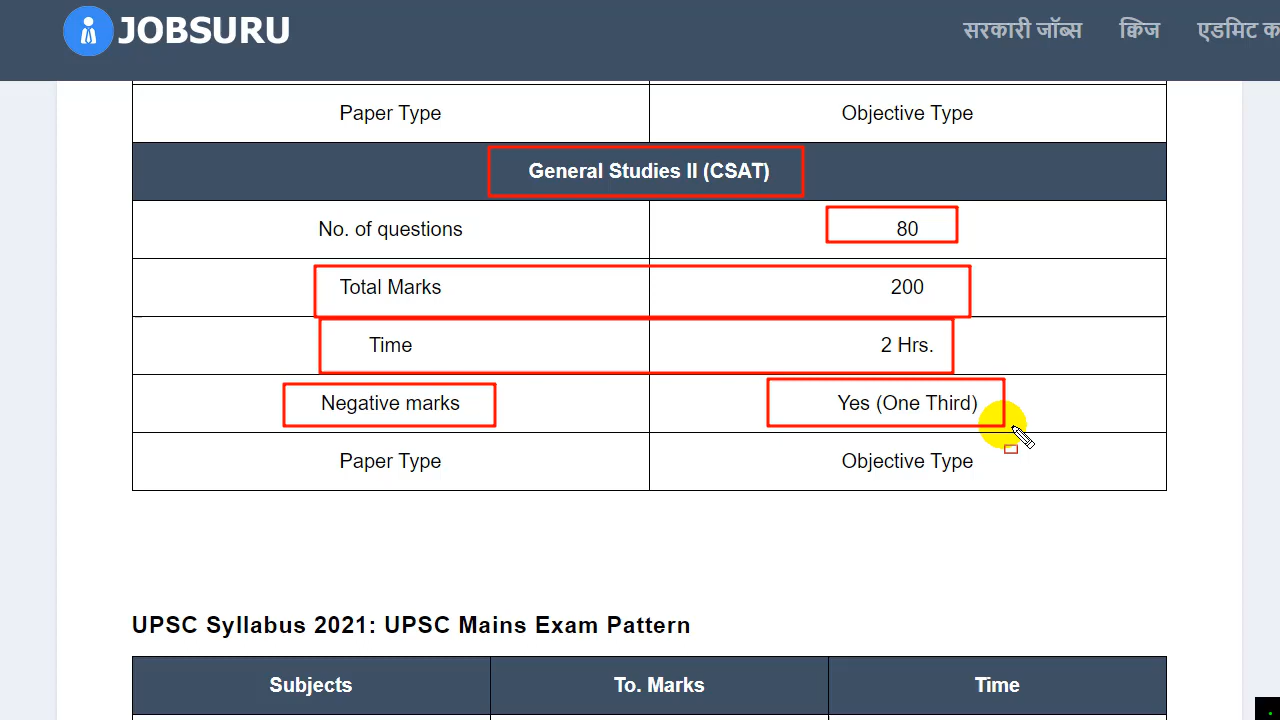 JOBSURU
सरकारी जॉब्स क्विज एडमिट
Paper Type Objective Type
General Studies II (CSAT)
No. of questions 80
Total Marks 200
Time 2 Hrs.
Negative marks Yes (One Third)
Paper Type Objective Type
UPSC Syllabus 2021: UPSC Mains Exam Pattern
Subjects To. Marks Time